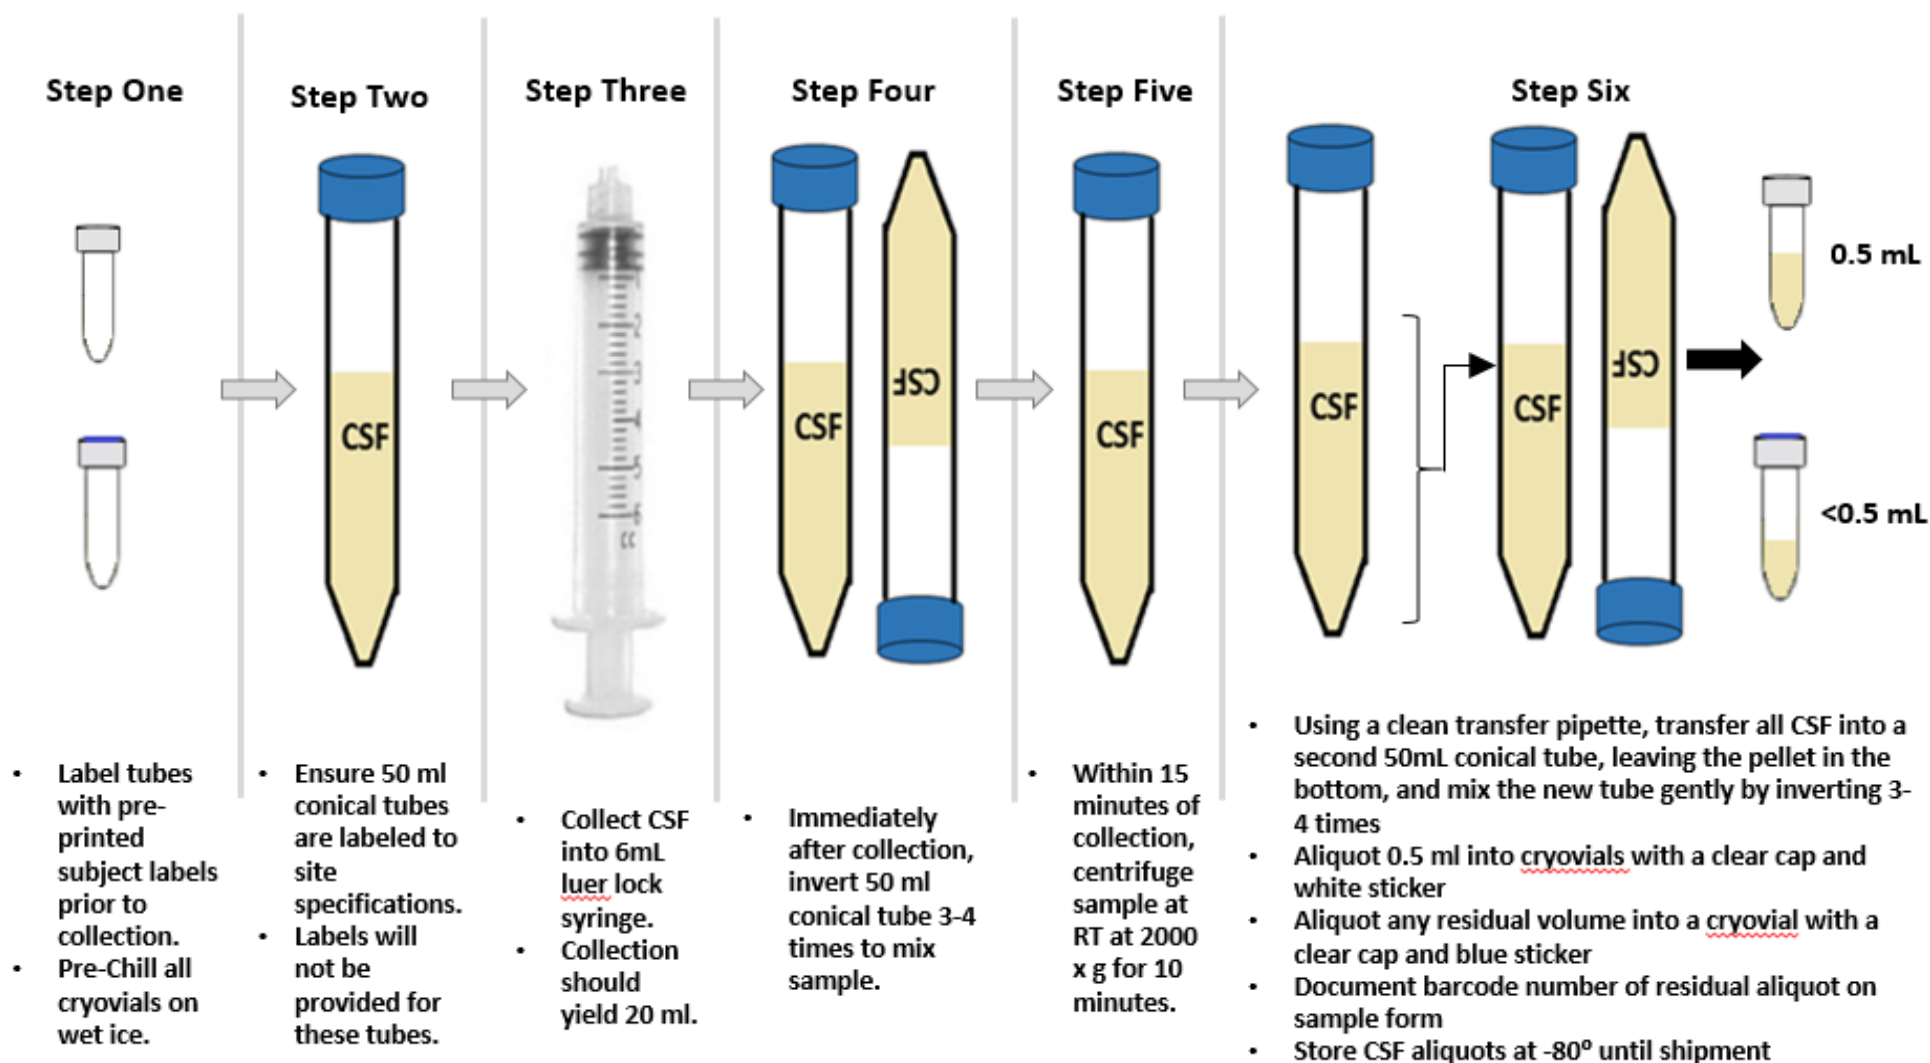 Step One
Step Two
Step Three
Step Four
Step Five
Step Six
CSF
CSF
CSF
CSF
CSF
CSF
CSF
0.5 mL
<0.5 mL
• Label tubes
with pre-
printed
subject labels
prior to
collection.
• Pre-Chill all
cryovials on
wet ice.
• Ensure 50 ml
conical tubes
are labeled to
site
specifications.
• Labels will
not be
provided for
these tubes.
• Collect CSF
into 6mL
luer lock
syringe.
• Collection
should
yield 20 ml.
• Immediately
after collection,
invert 50 ml
conical tube 3-4
times to mix
sample.
• Within 15
minutes of
collection,
centrifuge
sample at
RT at 2000
x g for 10
minutes.
• Using a clean transfer pipette, transfer all CSF into a
second 50mL conical tube, leaving the pellet in the
bottom, and mix the new tube gently by inverting 3-
4 times
• Aliquot 0.5 ml into cryovials with a clear cap and
white sticker
• Aliquot any residual volume into a cryovial with a
clear cap and blue sticker
• Document barcode number of residual aliquot on
sample form
• Store CSF aliquots at -80⁰ until shipment